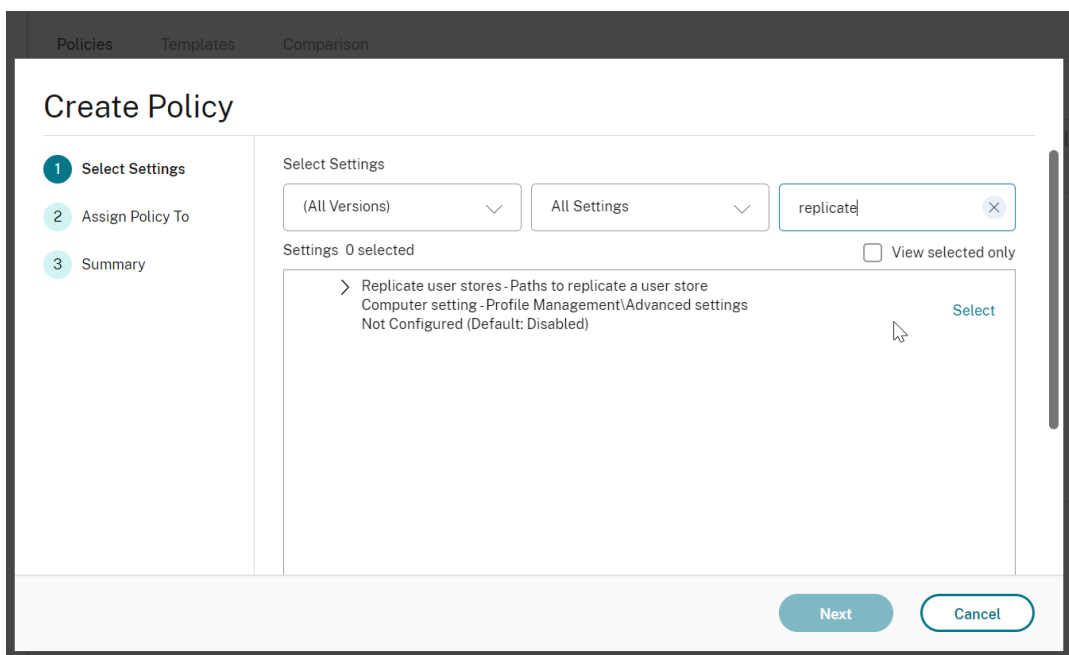 Policies Templates Comparison
Create Policy
1 Select Settings
2 Assign Policy To
3 Summary
Select Settings
(All Versions) All Settings replicate
Settings 0 selected View selected only
Replicate user stores - Paths to replicate a user store
Computer setting - Profile Management\Advanced settings
Not Configured (Default: Disabled)
Select
Next Cancel